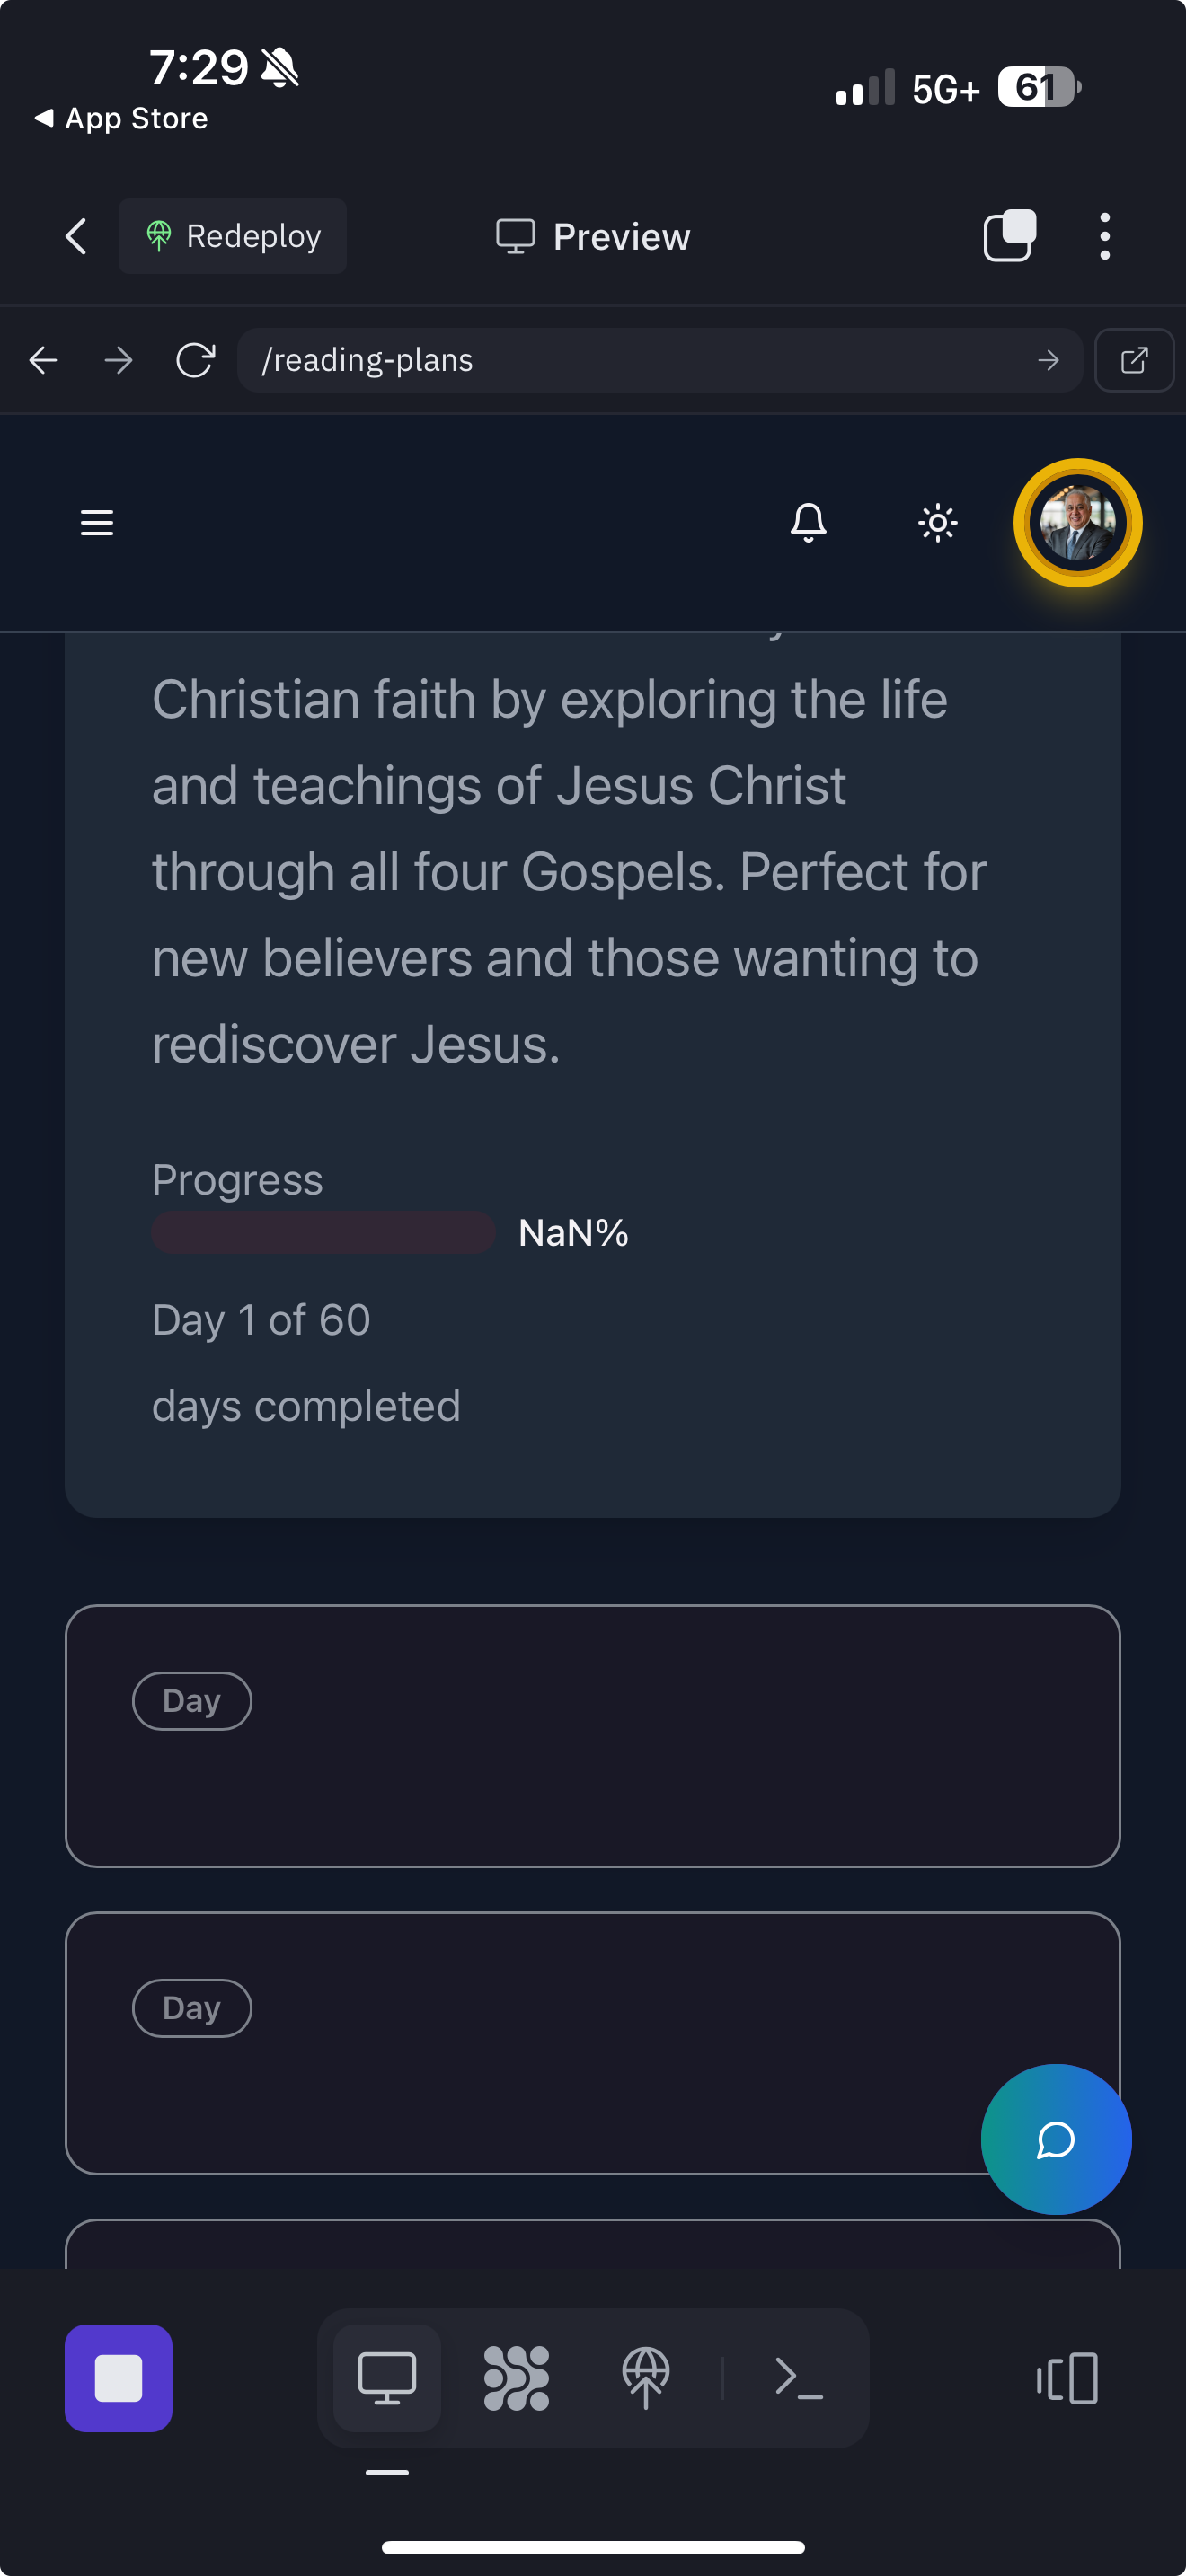 7:29
App Store
5G+
61
Redeploy
Preview
/reading-plans
Christian faith by exploring the life
and teachings of Jesus Christ
through all four Gospels. Perfect for
new believers and those wanting to
rediscover Jesus.
Progress
NaN%
Day 1 of 60
days completed
Day
Day